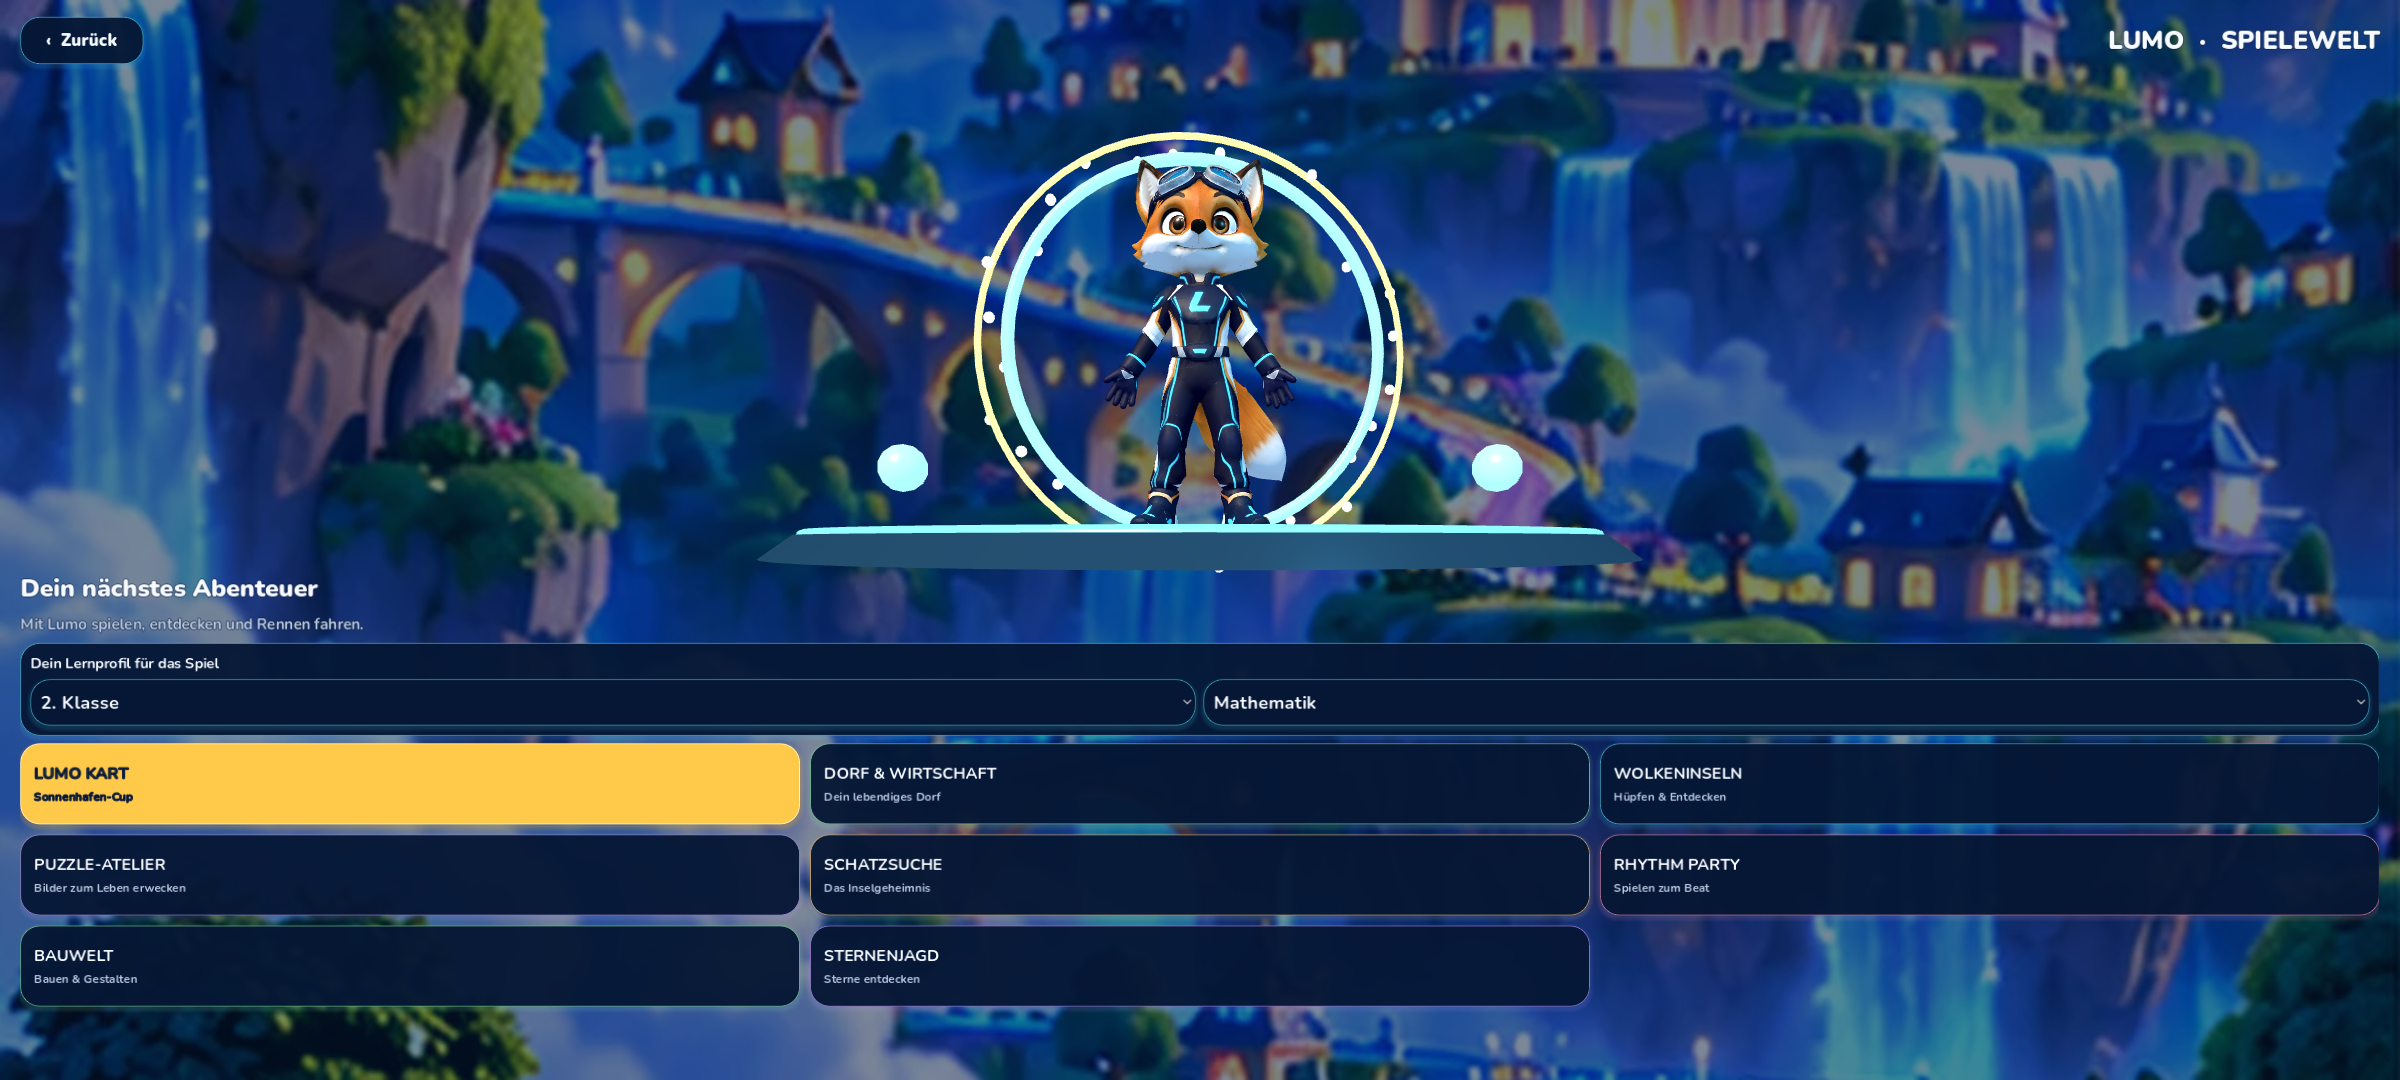 ‹ Zurück
LUMO · SPIELEWELT
L
Dein nächstes Abenteuer
Mit Lumo spielen, entdecken und Rennen fahren.
Dein Lernprofil für das Spiel
2. Klasse
Mathematik
LUMO KART
Sonnenhafen-Cup
DORF & WIRTSCHAFT
Dein lebendiges Dorf
WOLKENINSELN
Hüpfen & Entdecken
PUZZLE-ATELIER
Bilder zum Leben erwecken
SCHATZSUCHE
Das Inselgeheimnis
RHYTHM PARTY
Spielen zum Beat
BAUWELT
Bauen & Gestalten
STERNENJAGD
Sterne entdecken